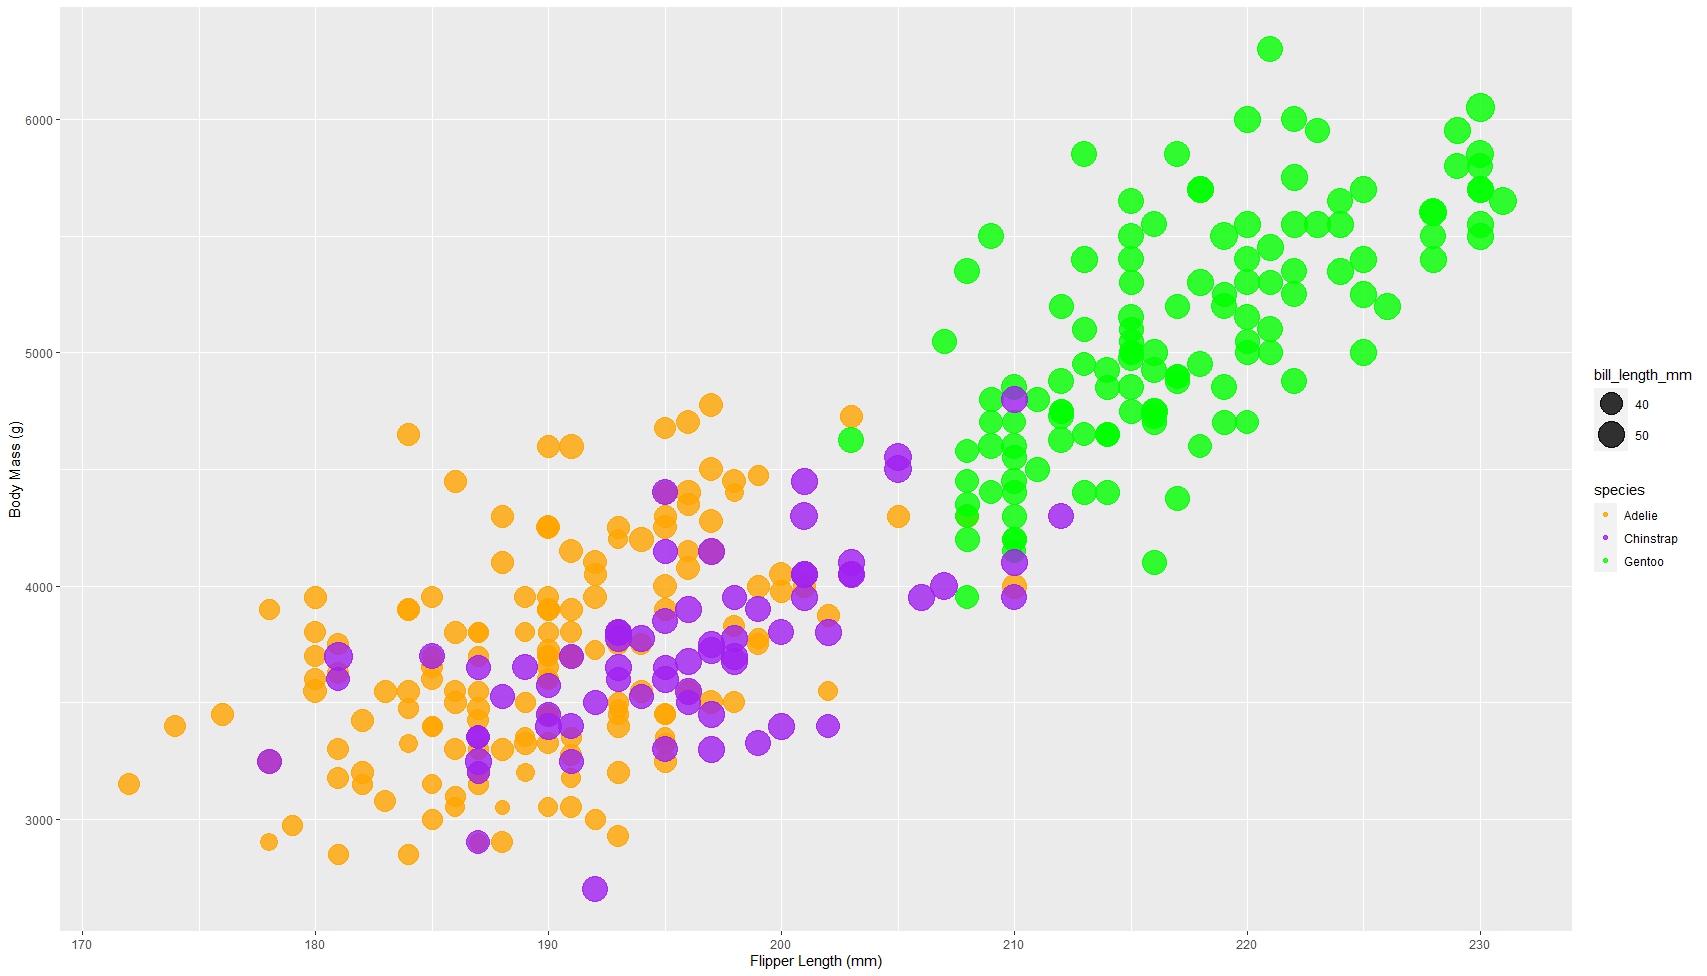 6000
5000
4000
3000
Body Mass (g)
170 180 190 200 210 220 230
Flipper Length (mm)
bill_length_mm
40
50
species
Adelie
Chinstrap
Gentoo